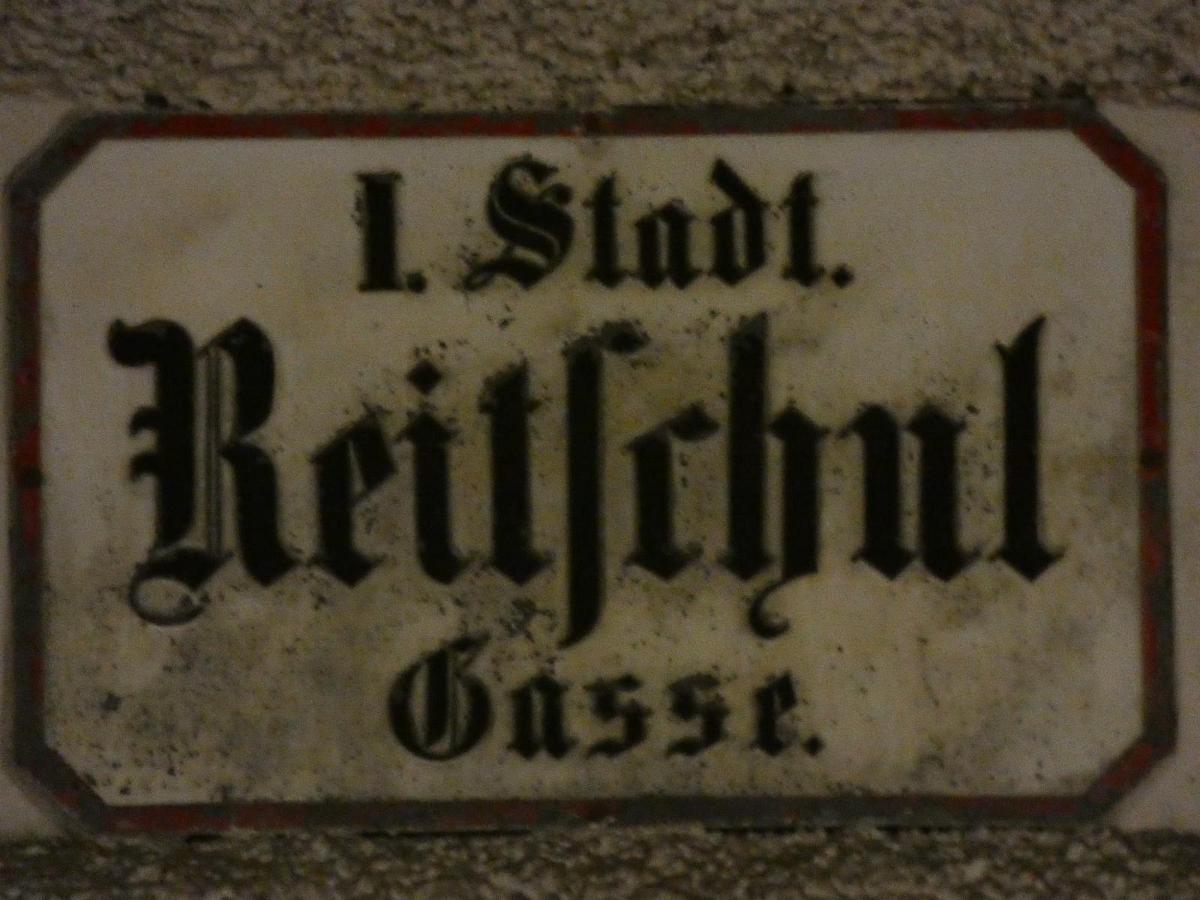 I. Stadt.
Reitſchul
Gasse.